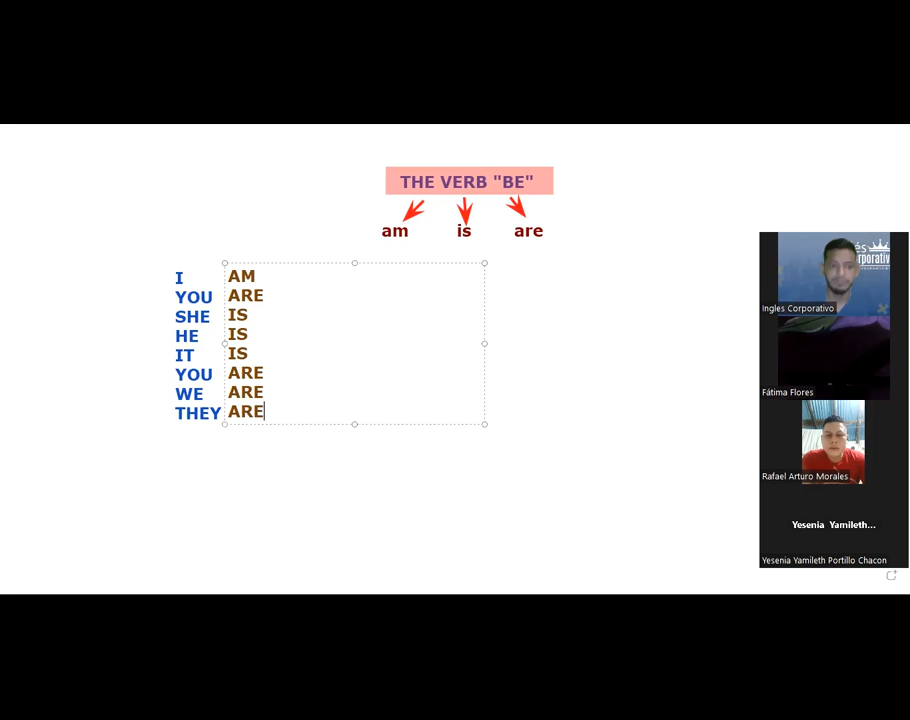 THE VERB "BE"
am is are
I AM
YOU ARE
SHE IS
HE IS
IT IS
YOU ARE
WE ARE
THEY ARE
Ingles Corporativo
Fátima Flores
Rafael Arturo Morales
Yesenia Yamileth...
Yesenia Yamileth Portillo Chacon